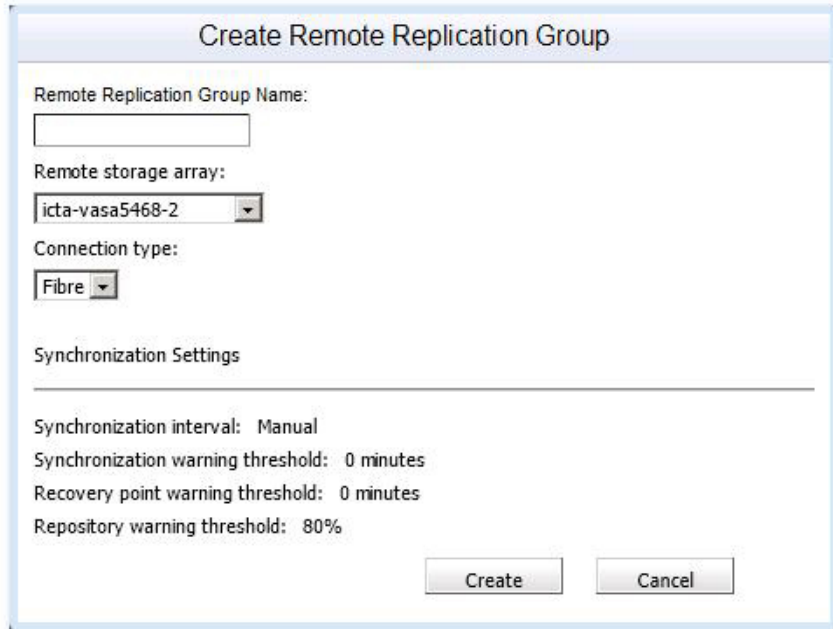 Create Remote Replication Group
Remote Replication Group Name:
Remote storage array:
icta-vasa5468-2
Connection type:
Fibre
Synchronization Settings
Synchronization interval: Manual
Synchronization warning threshold: 0 minutes
Recovery point warning threshold: 0 minutes
Repository warning threshold: 80%
Create Cancel